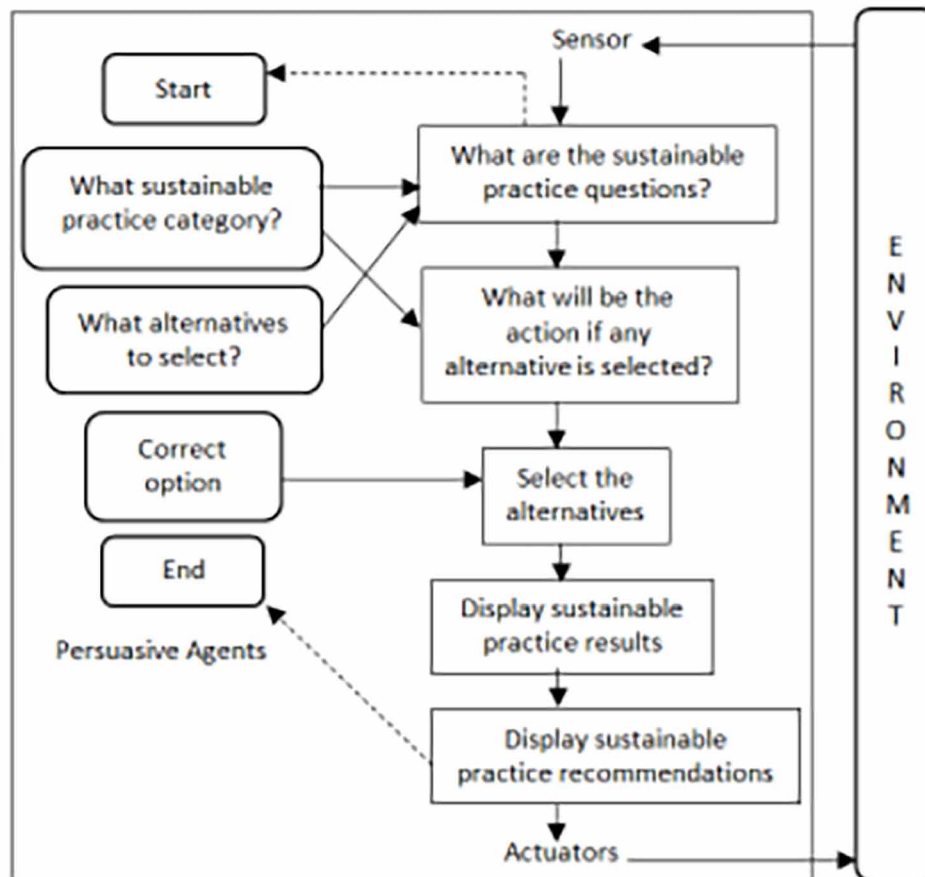 Sensor
Start
What are the sustainable
practice questions?
What sustainable
practice category?
What will be the
action if any
alternative is selected?
What alternatives
to select?
Correct
option
Select the
alternatives
End
Display sustainable
practice results
Persuasive Agents
Display sustainable
practice recommendations
Actuators
E
N
V
I
R
O
N
M
E
N
T